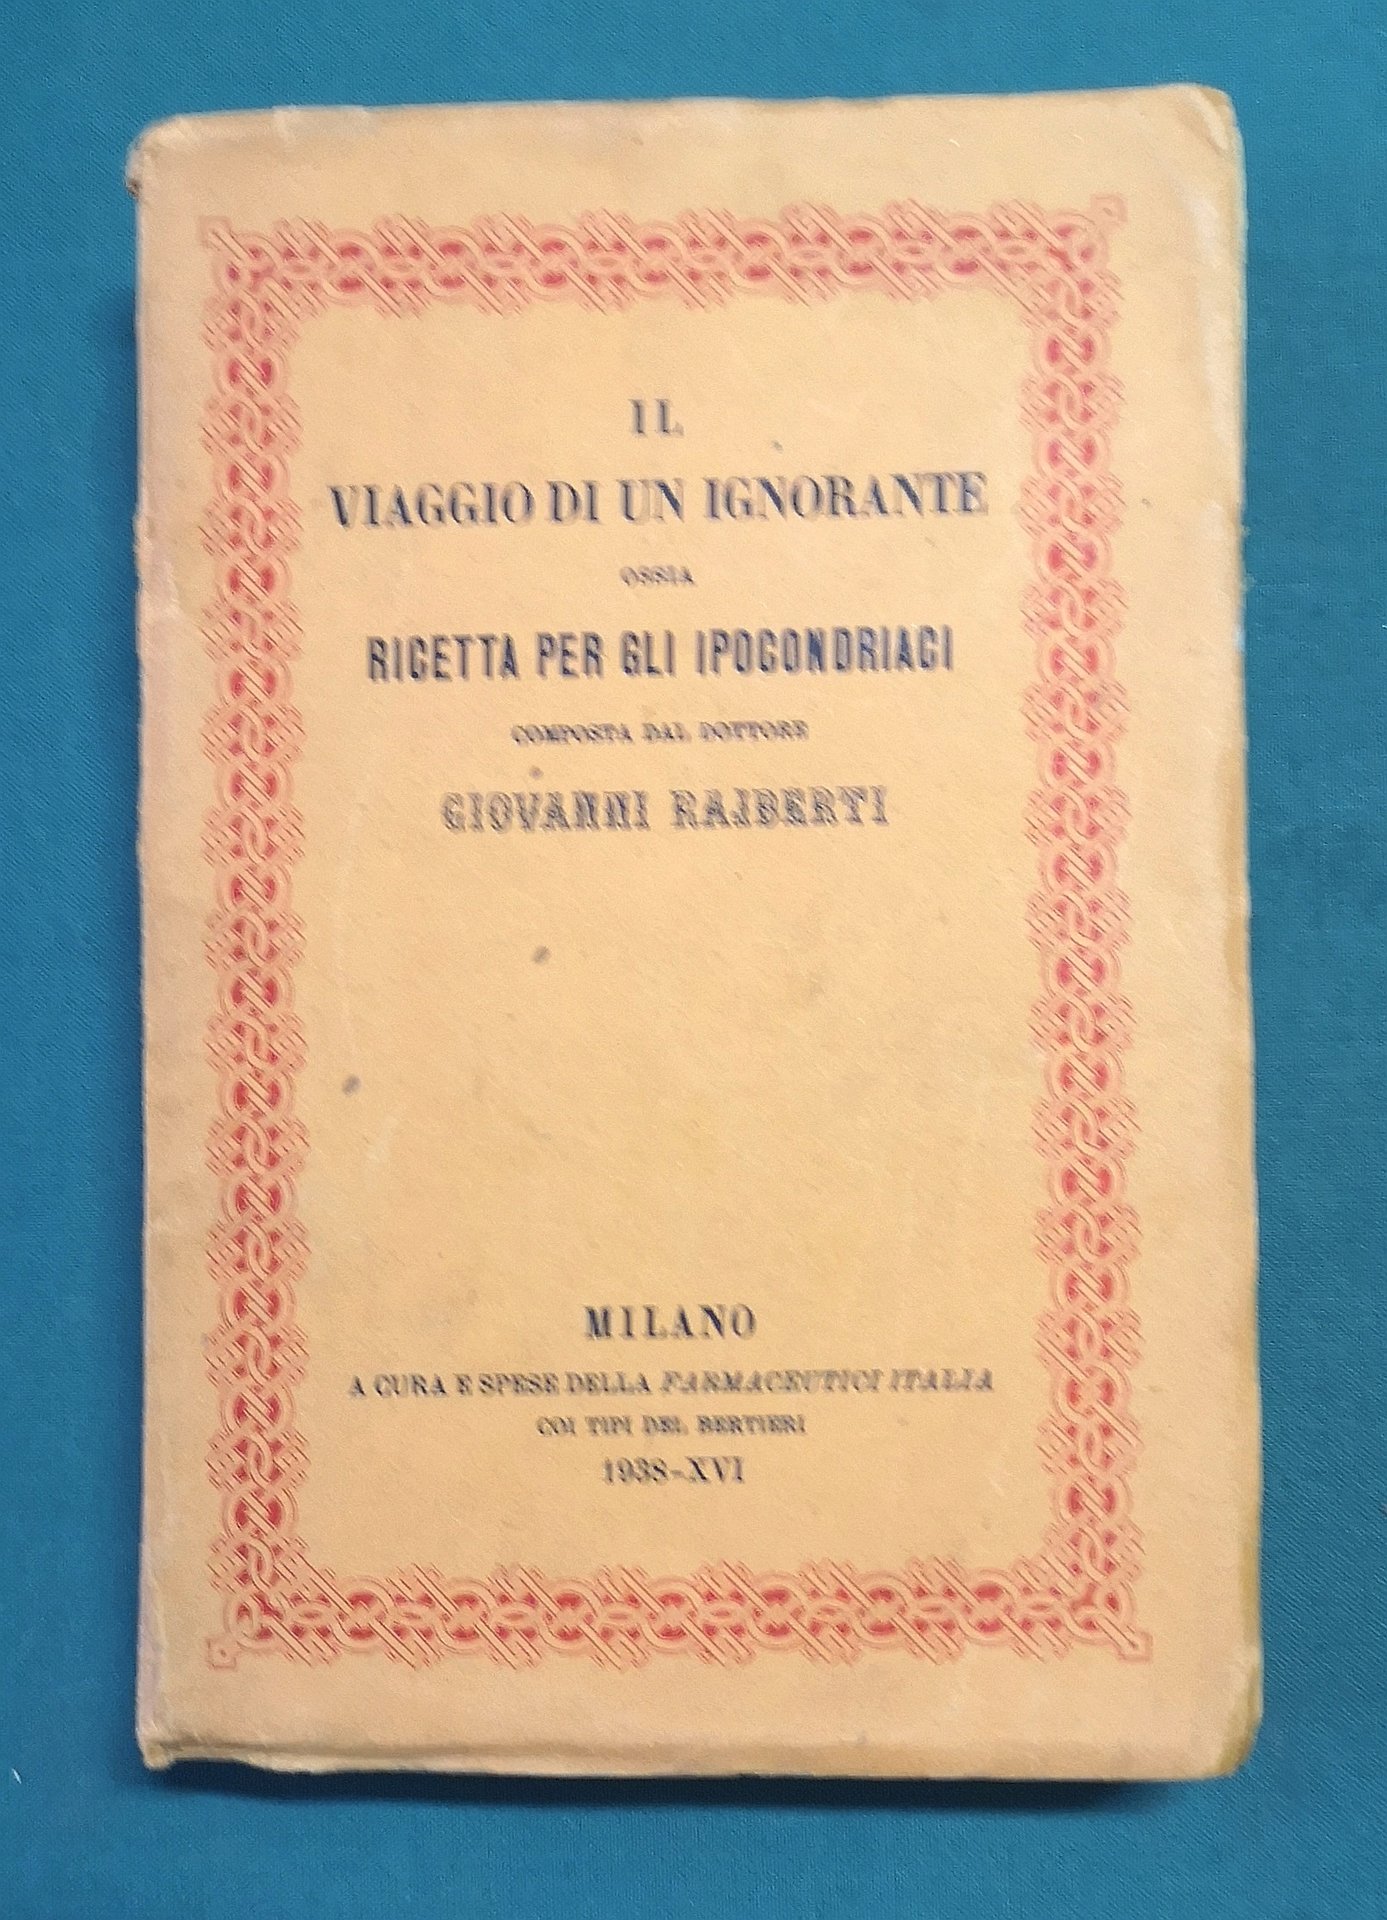 IL
VIAGGIO DI UN IGNORANTE
OSSIA
RICETTA PER GLI IPOCONDRIACI
COMPOSTA DAL DOTTORE
GIOVANNI RAJBERTI
MILANO
A CURA E SPESE DELLA FARMACEUTICI ITALIA
COI TIPI DEL BERTIERI
1938-XVI